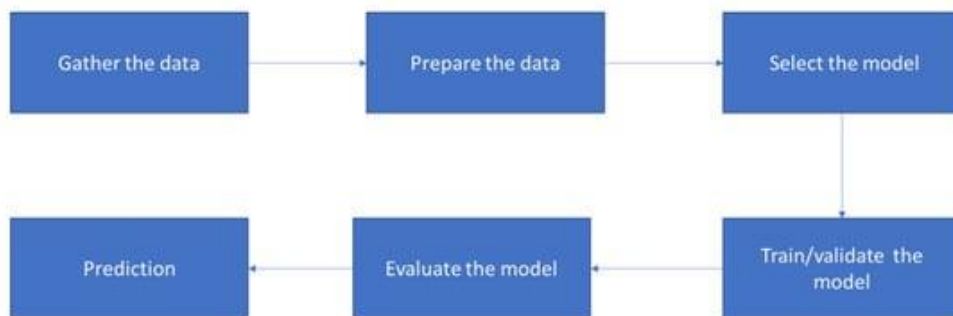 Gather the data
Prepare the data
Select the model
Train/validate the
model
Evaluate the model
Prediction